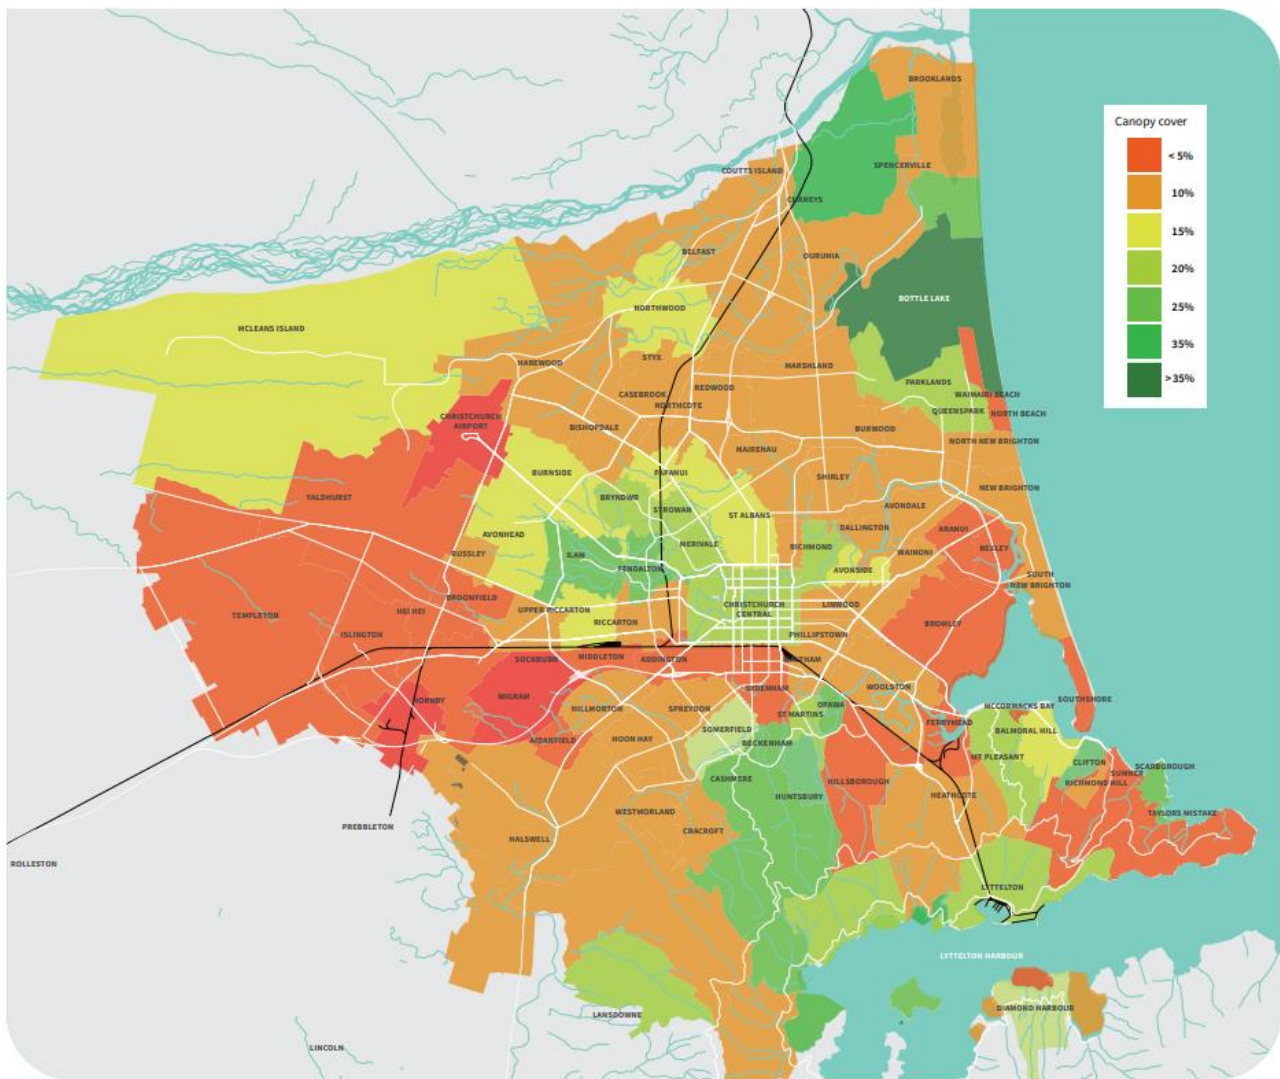 BROOKLANDS
Canopy cover
< 5%
10%
15%
20%
25%
35%
>35%
COUTTS ISLAND
SPENCERVILLE
BELFAST
OURUHIA
BOTTLE LAKE
NORTHWOOD
MCLEANS ISLAND
STYX
HAREWOOD
MARSHLAND
PARKLANDS
REDWOOD
CASEBROOK
WAIMAIRI BEACH
NORTHCOTE
QUEENSPARK
NORTH BEACH
CHRISTCHURCH
AIRPORT
BISHOPDALE
BURWOOD
NORTH NEW BRIGHTON
MAIREHAU
BURNSIDE
PAPANUI
SHIRLEY
NEW BRIGHTON
YALDHURST
BRYNDWR
STROWAN
ST ALBANS
AVONDALE
DALLINGTON
ARANUI
AVONHEAD
MERIVALE
RICHMOND
BEXLEY
RUSSLEY
ILAM
WAINONI
FENDALTON
AVONSIDE
SOUTH
NEW BRIGHTON
BROOMFIELD
HEI HEI
UPPER RICCARTON
CHRISTCHURCH
CENTRAL
LINWOOD
TEMPLETON
RICCARTON
BROMLEY
ISLINGTON
PHILLIPSTOWN
SOCKBURN
MIDDLETON
ADDINGTON
WALTHAM
WOOLSTON
SYDENHAM
WIGRAM
HORNBY
SOUTHSHORE
HILLMORTON
SPREYDON
ST MARTINS
OPAWA
MCCORMACKS BAY
FERRYMEAD
BALMORAL HILL
SOMERFIELD
AIDANFIELD
HOON HAY
BECKENHAM
MT PLEASANT
CLIFTON
SCARBOROUGH
SUMNER
CASHMERE
HILLSBOROUGH
RICHMOND HILL
HUNTSBURY
HEATHCOTE
WESTMORLAND
TAYLORS MISTAKE
PREBBLETON
CRACROFT
HALSWELL
ROLLESTON
LYTTELTON
LYTTELTON HARBOUR
DIAMOND HARBOUR
LANSDOWNE
LINCOLN